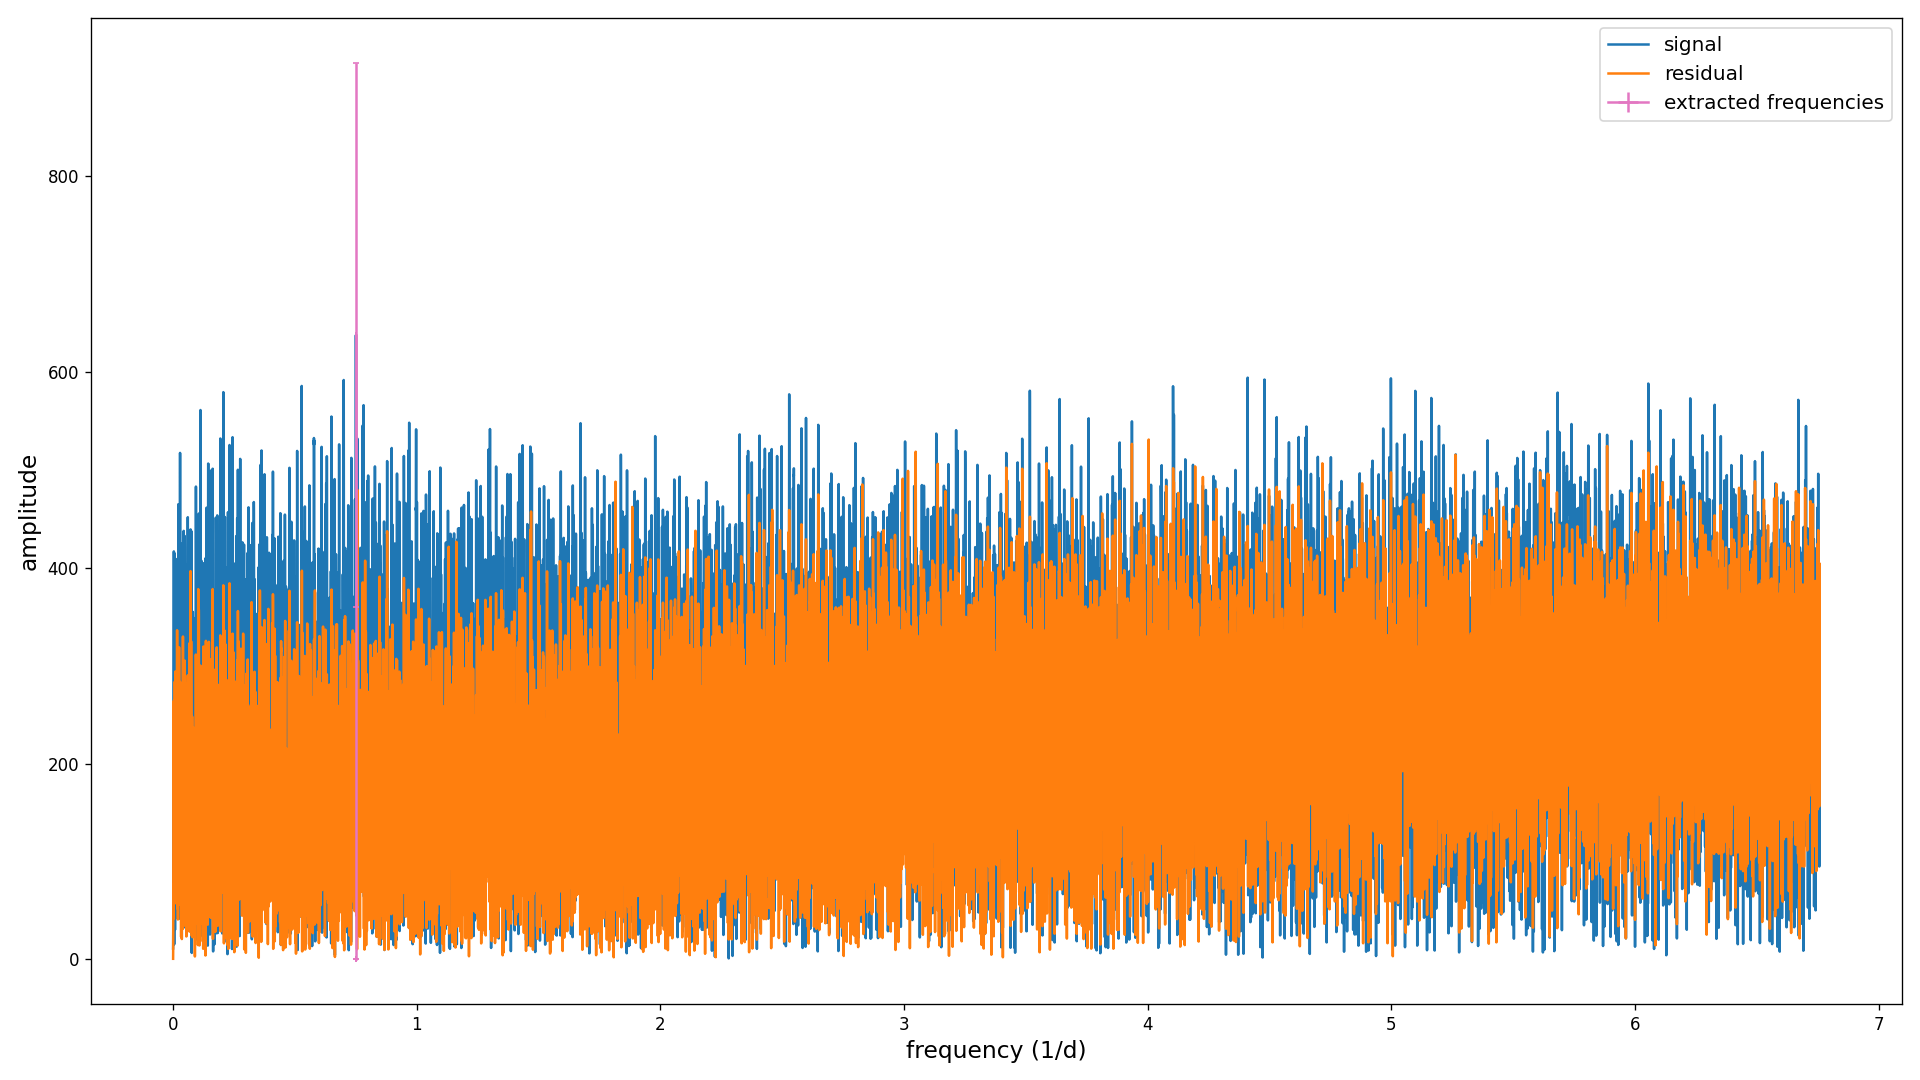 signal
residual
extracted frequencies
800
600
400
200
0
amplitude
0 1 2 3 4 5 6 7
frequency (1/d)